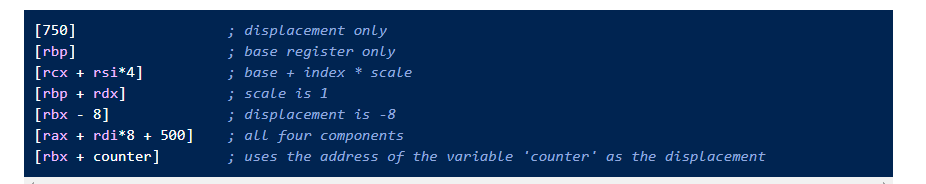 [750] ; displacement only
[rbp] ; base register only
[rcx + rsi*4] ; base + index * scale
[rbp + rdx] ; scale is 1
[rbx - 8] ; displacement is -8
[rax + rdi*8 + 500] ; all four components
[rbx + counter] ; uses the address of the variable 'counter' as the displacement